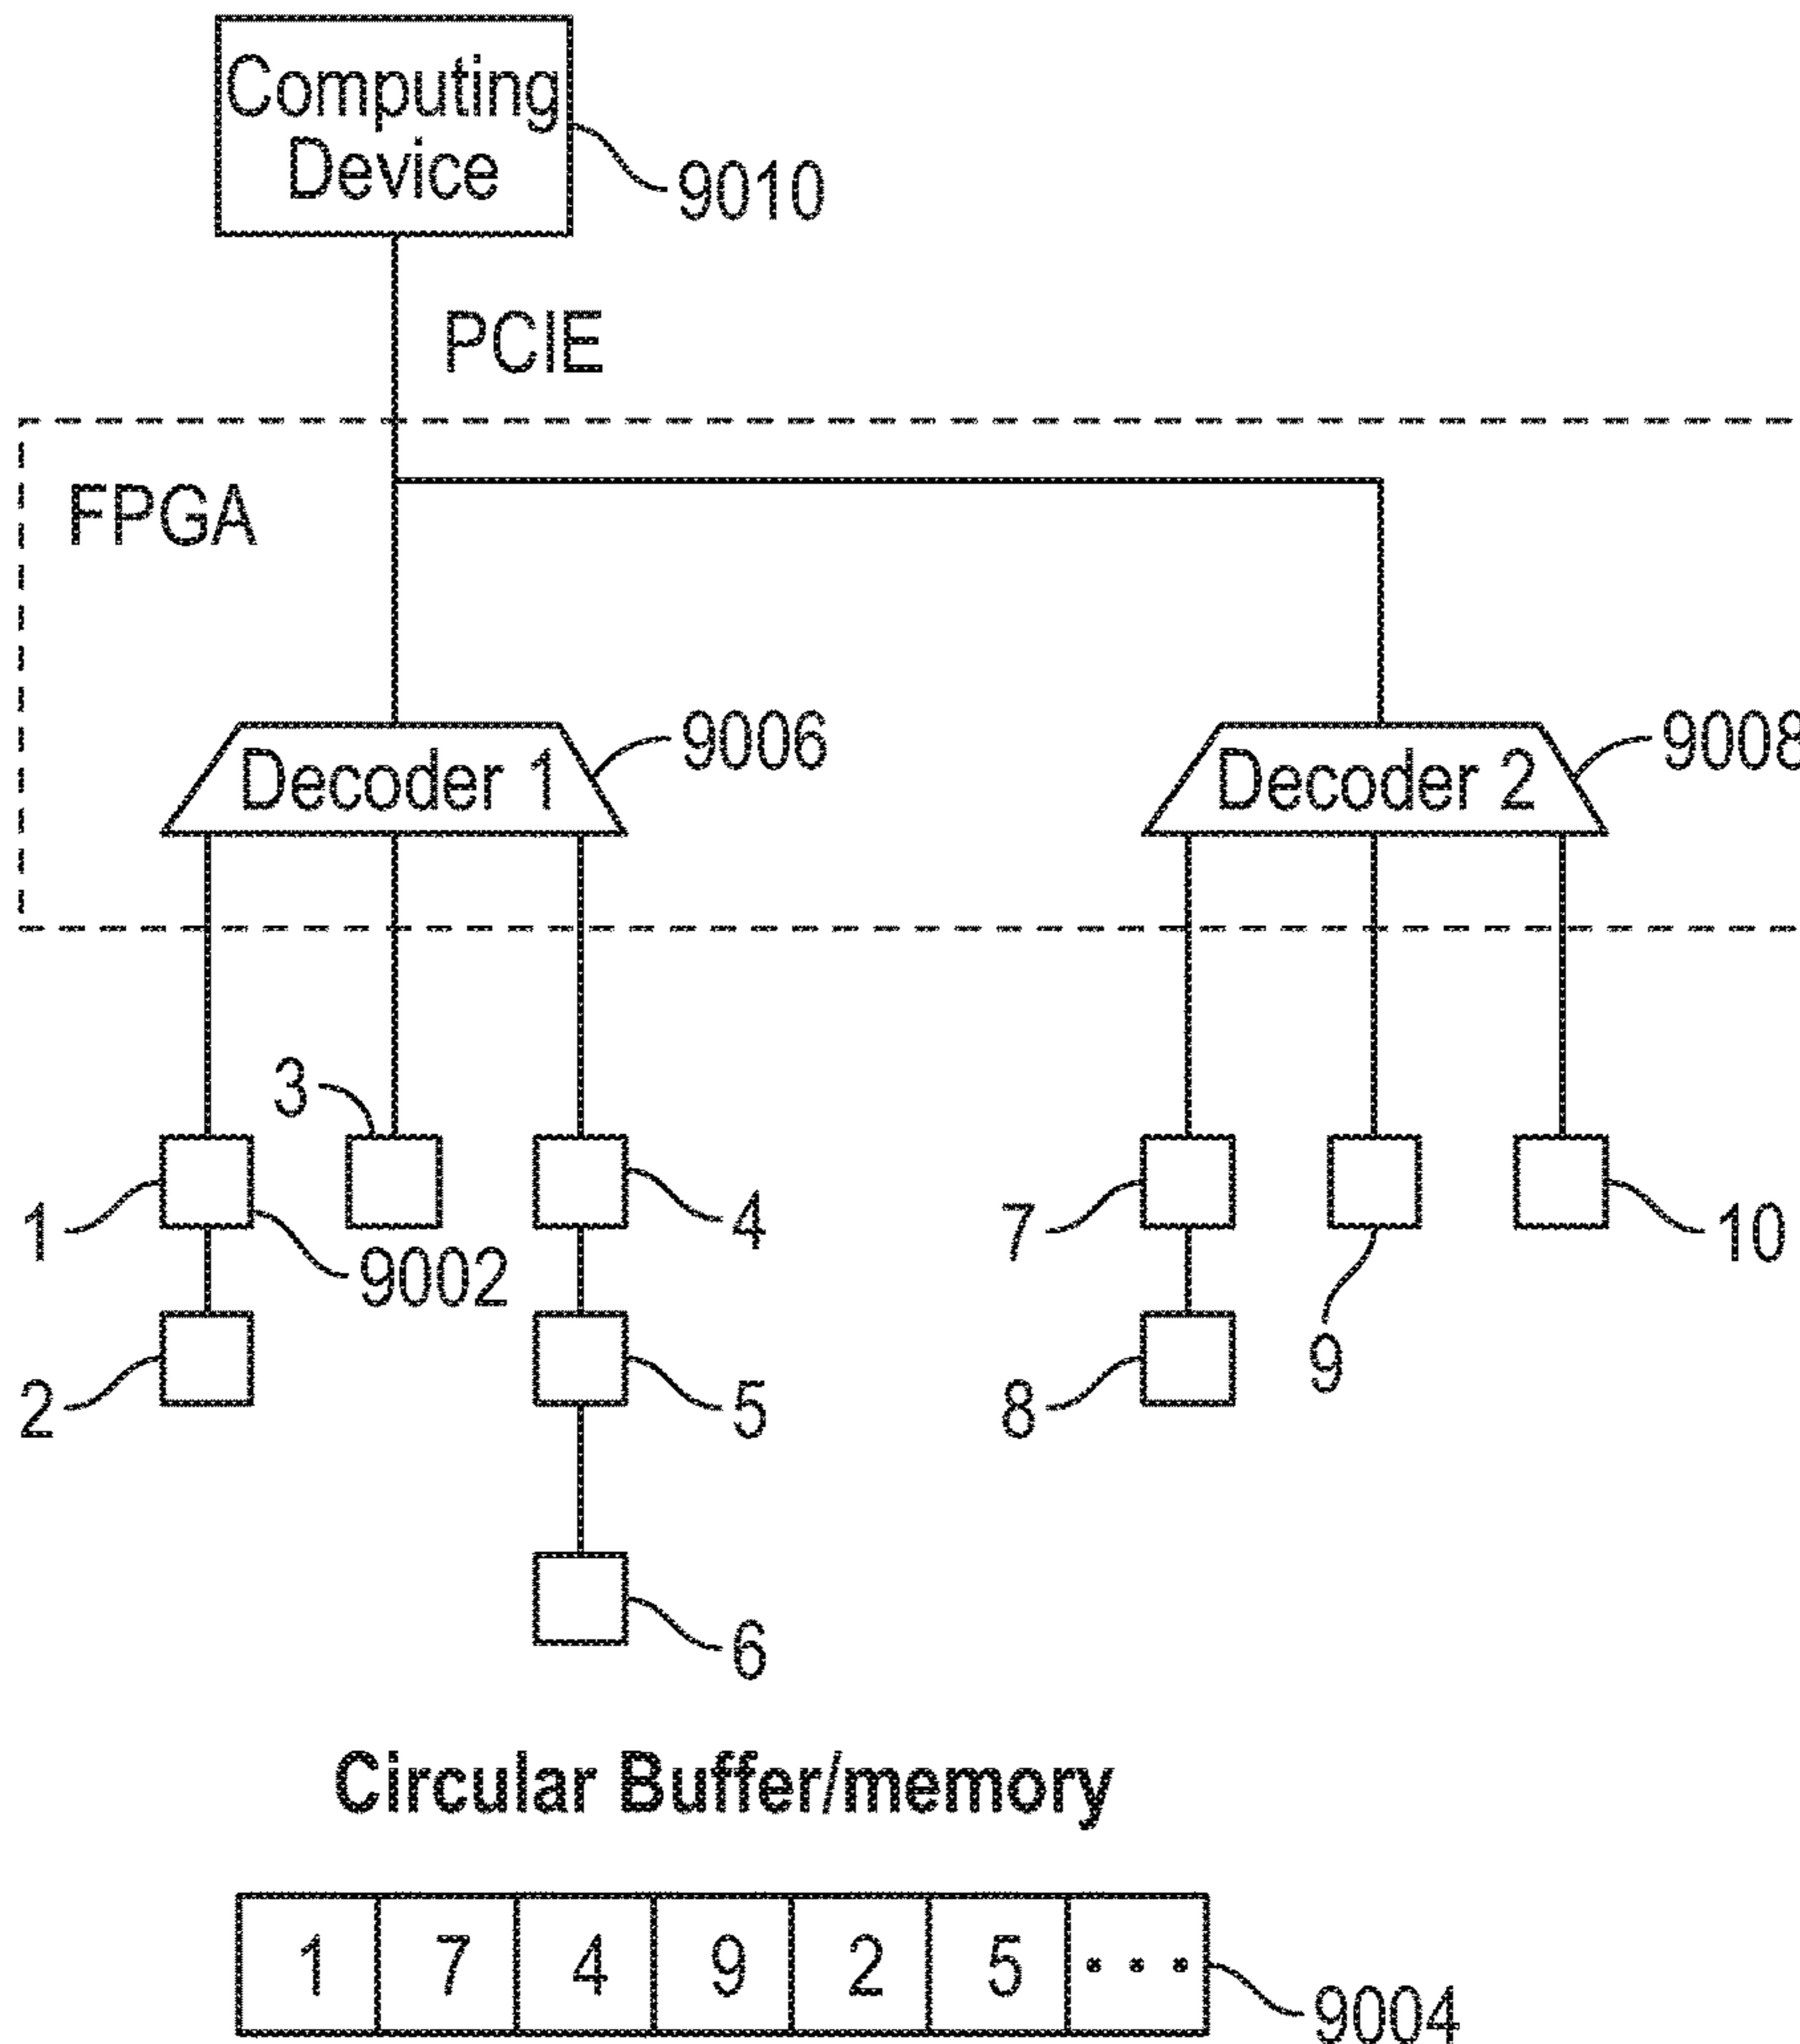 Computing
Device
9010
PCIE
FPGA
Decoder 1
9006
Decoder 2
9008
3
1
9002
4
7
10
2
5
8
9
6
Circular Buffer/memory
1 7 4 9 2 5 ...
9004